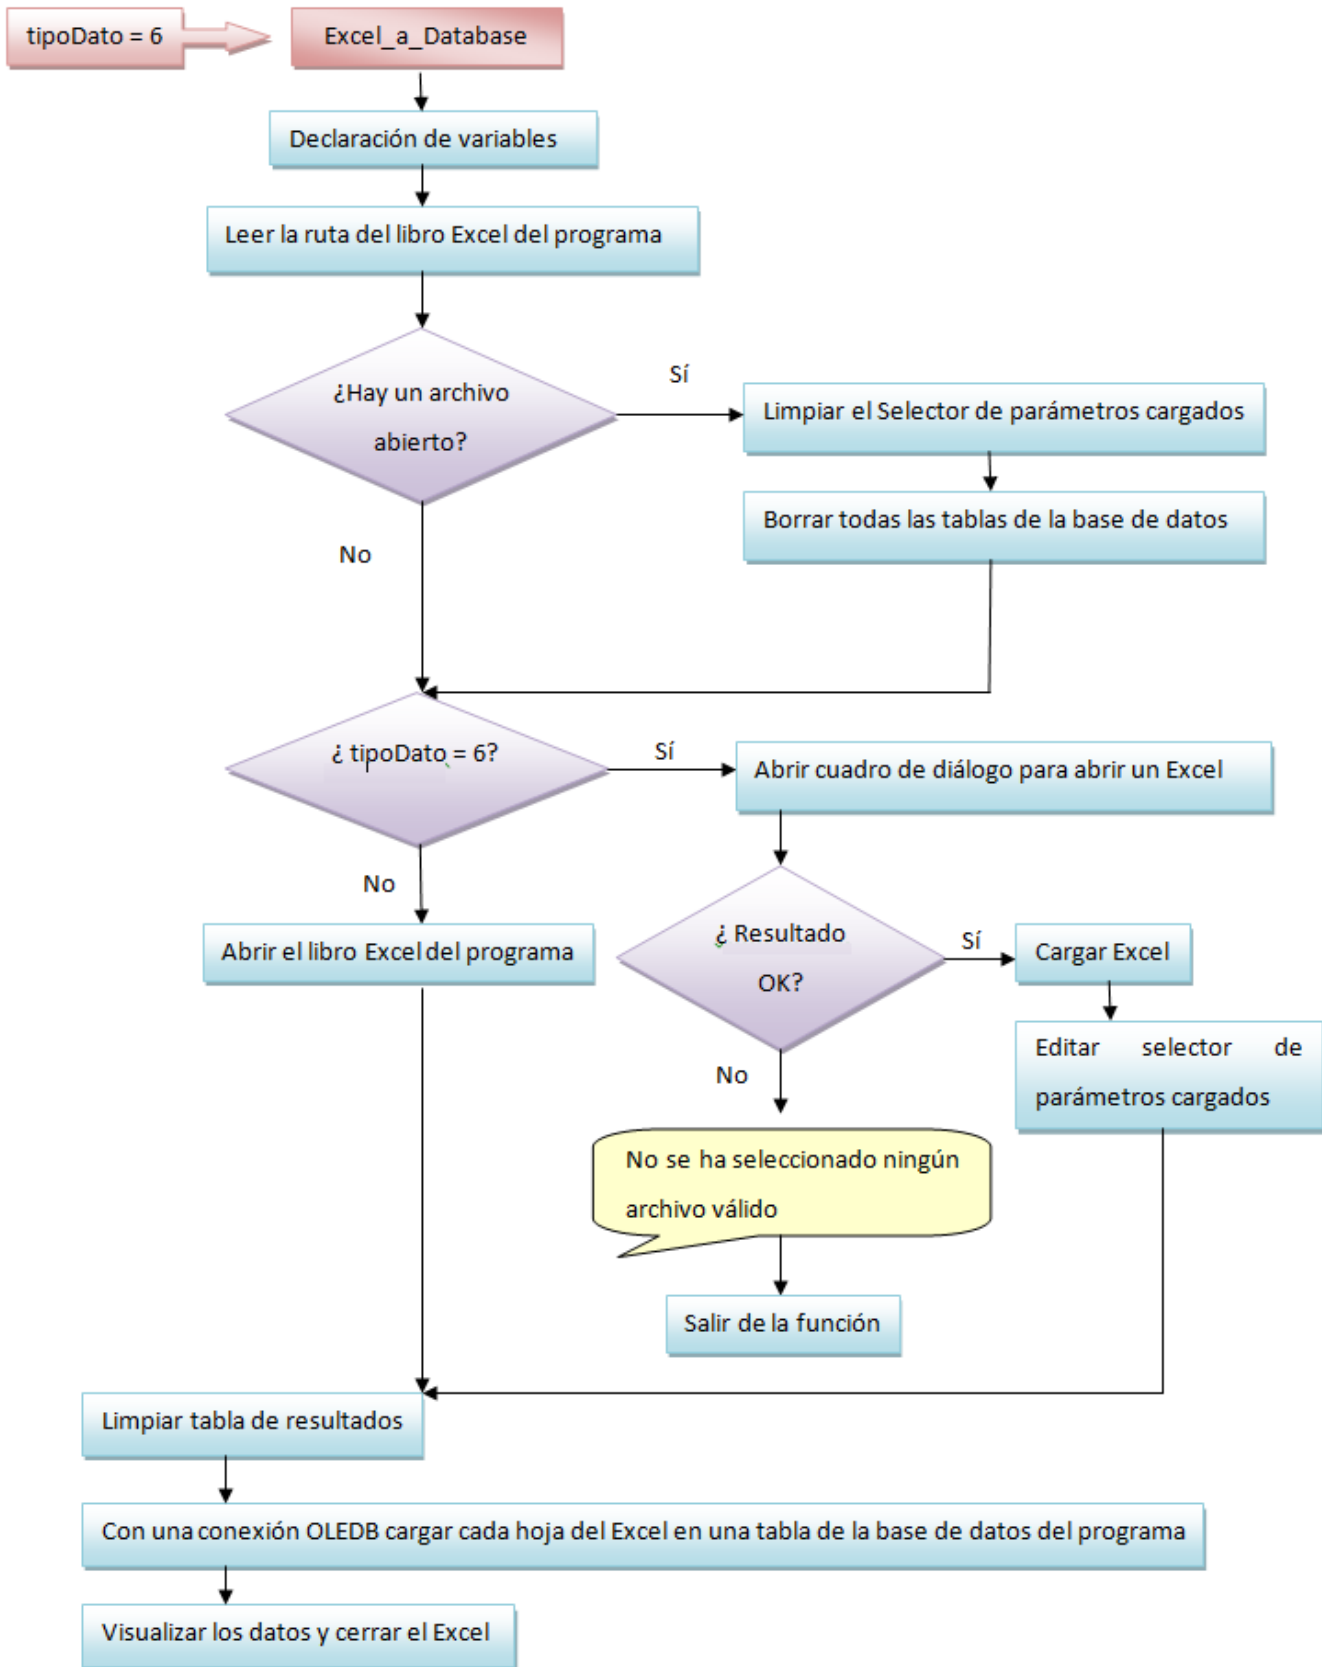 tipoDato = 6
Excel_a_Database
Declaración de variables
Leer la ruta del libro Excel del programa
¿Hay un archivo
abierto?
Sí
Limpiar el Selector de parámetros cargados
Borrar todas las tablas de la base de datos
No
¿ tipoDato = 6?
Sí
Abrir cuadro de diálogo para abrir un Excel
No
Abrir el libro Excel del programa
¿ Resultado
OK?
Sí
Cargar Excel
Editar selector de
parámetros cargados
No
No se ha seleccionado ningún
archivo válido
Salir de la función
Limpiar tabla de resultados
Con una conexión OLEDB cargar cada hoja del Excel en una tabla de la base de datos del programa
Visualizar los datos y cerrar el Excel